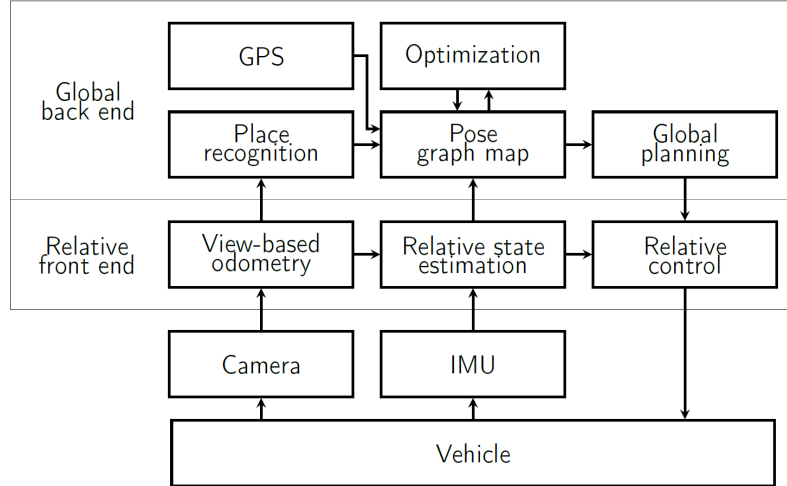 GPS
Optimization
Global
back end
Place
recognition
Pose
graph map
Global
planning
Relative
front end
View-based
odometry
Relative state
estimation
Relative
control
Camera
IMU
Vehicle